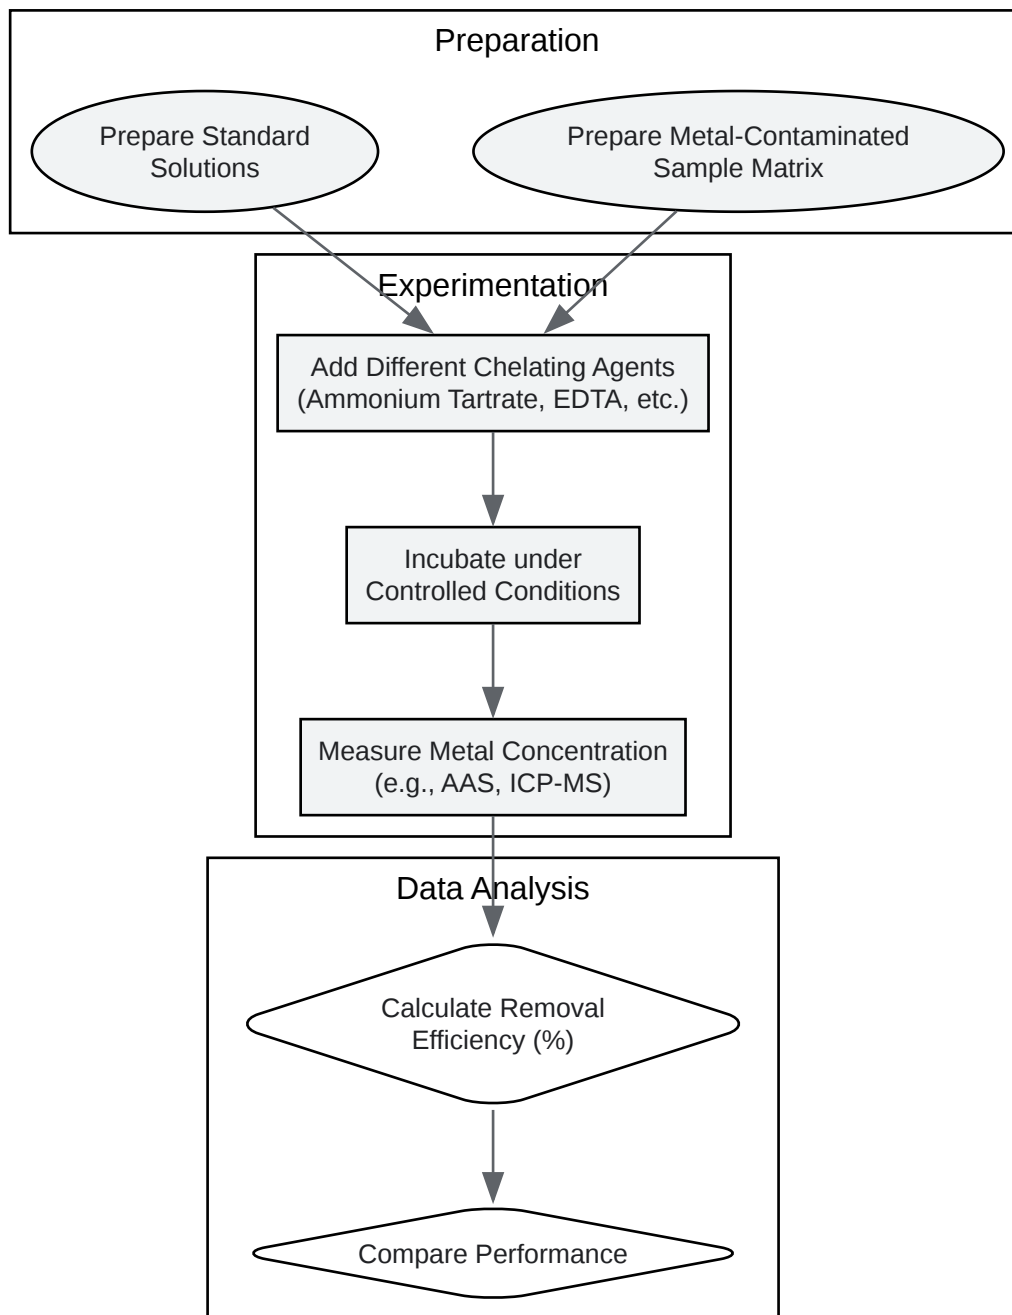 Preparation
Prepare Standard
Solutions
Prepare Metal-Contaminated
Sample Matrix
Experimentation
Add Different Chelating Agents
(Ammonium Tartrate, EDTA, etc.)
Incubate under
Controlled Conditions
Measure Metal Concentration
(e.g., AAS, ICP-MS)
Data Analysis
Calculate Removal
Efficiency (%)
Compare Performance